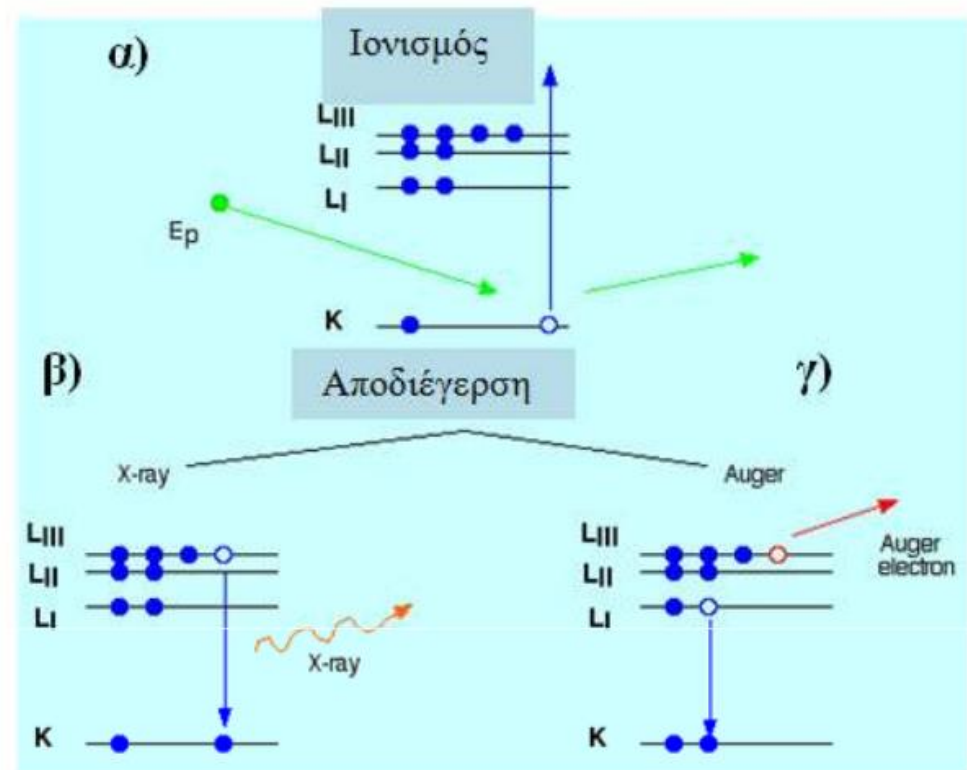 α)
Ιονισμός
LIII
LII
LI
Ep
K
β)
Αποδιέγερση
γ)
X-ray
Auger
LIII
LII
LI
X-ray
K
LIII
LII
LI
Auger
electron
K